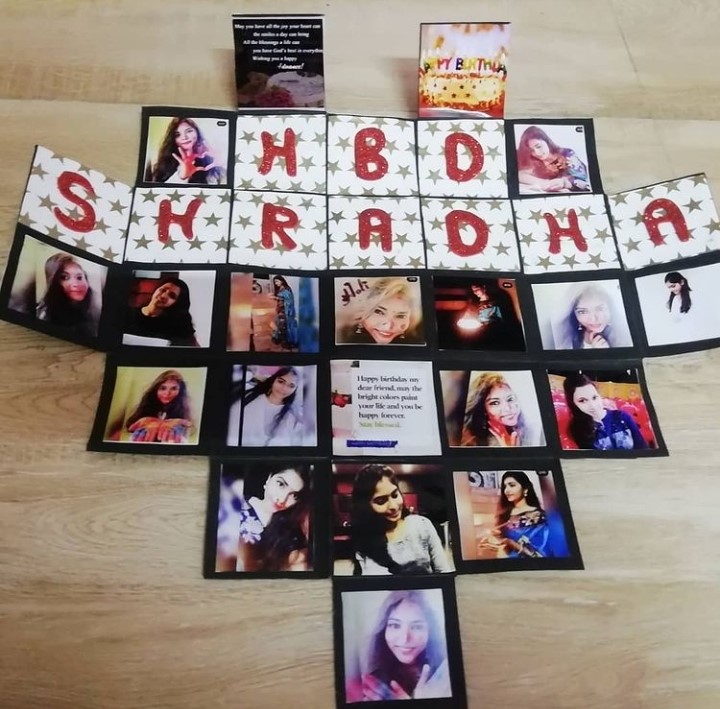 May you have all the joy your heart can
the smiles a day can bring
All the blessings a life can
you have God's best in everything
Wishing you a happy
HAPPY BIRTHDAY
HBD
SHRADHA
Happy birthday my
dear friend, may the
bright colors paint
your life and you be
happy forever.
Stay blessed.